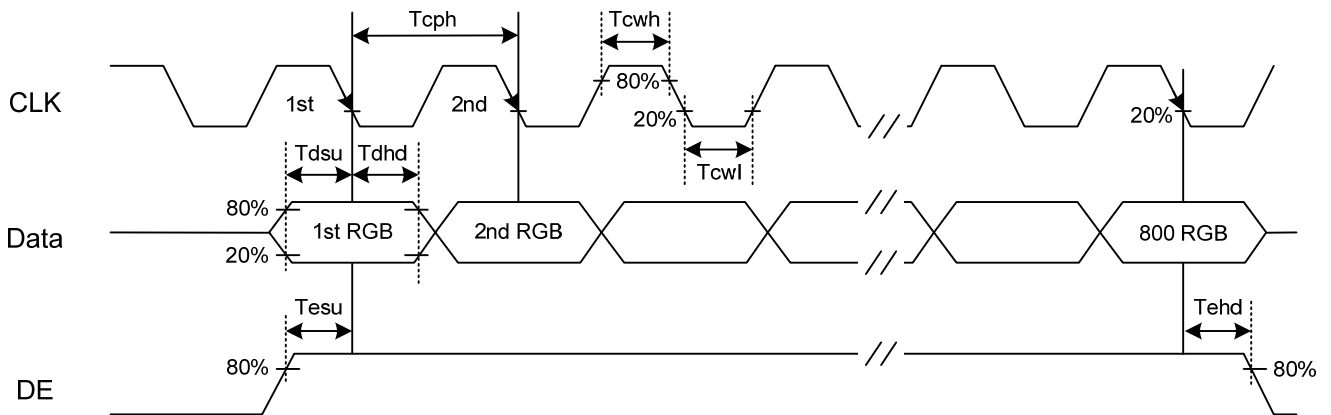 Tcph
Tcwh
CLK
1st
2nd
80%
20%
20%
Tcwl
Tdsu
Tdhd
Data
80%
20%
1st RGB
2nd RGB
800 RGB
Tesu
Tehd
DE
80%
80%